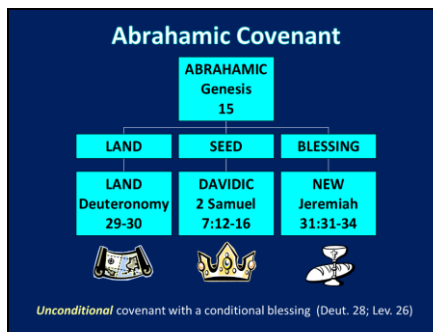 Abrahamic Covenant
ABRAHAMIC
Genesis
15
LAND
SEED
BLESSING
LAND
Deuteronomy
29-30
DAVIDIC
2 Samuel
7:12-16
NEW
Jeremiah
31:31-34
Unconditional covenant with a conditional blessing (Deut. 28; Lev. 26)